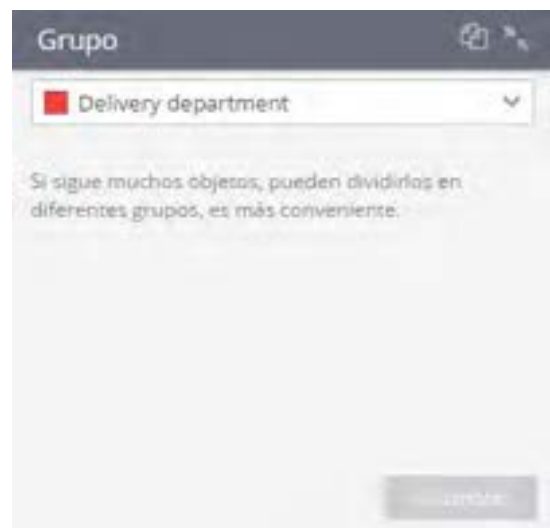 Grupo
Delivery department
Si sigue muchos objetos, pueden dividirlos en
diferentes grupos, es más conveniente.